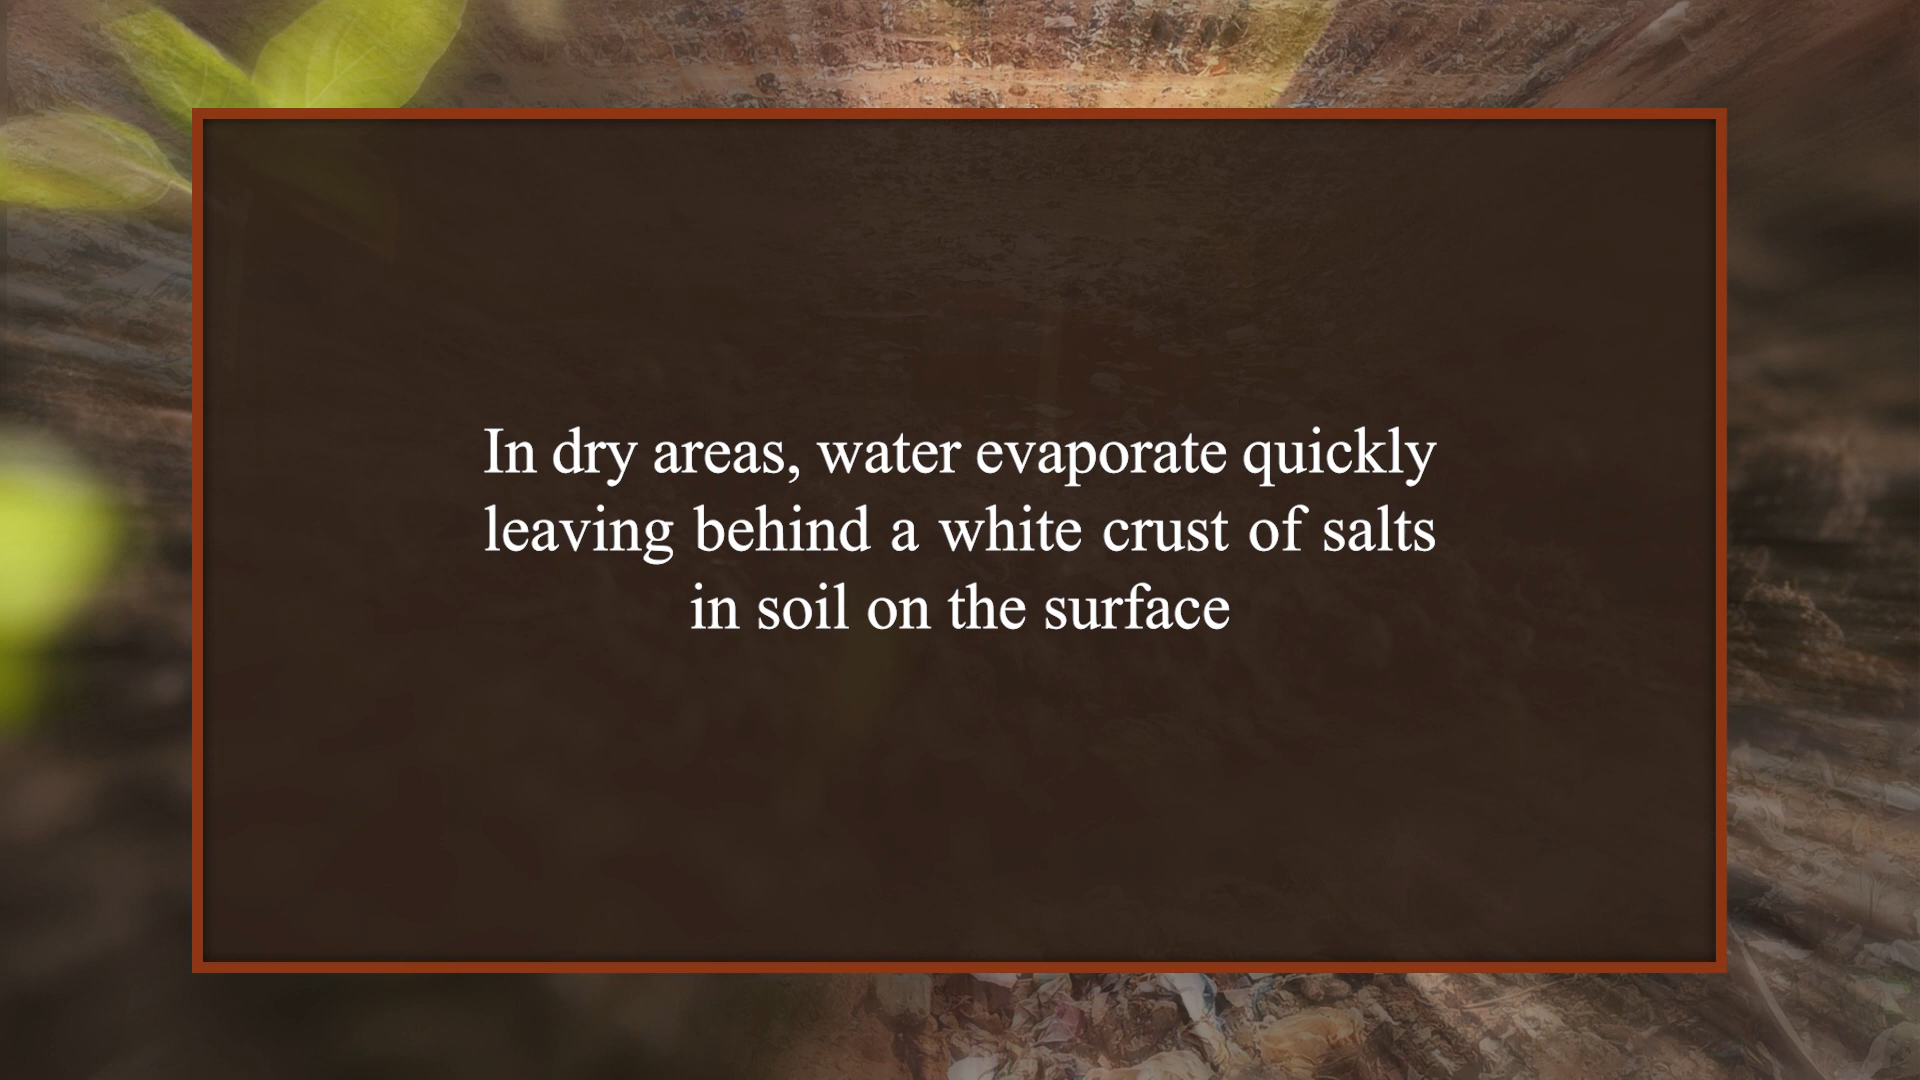 In dry areas, water evaporate quickly
leaving behind a white crust of salts
in soil on the surface